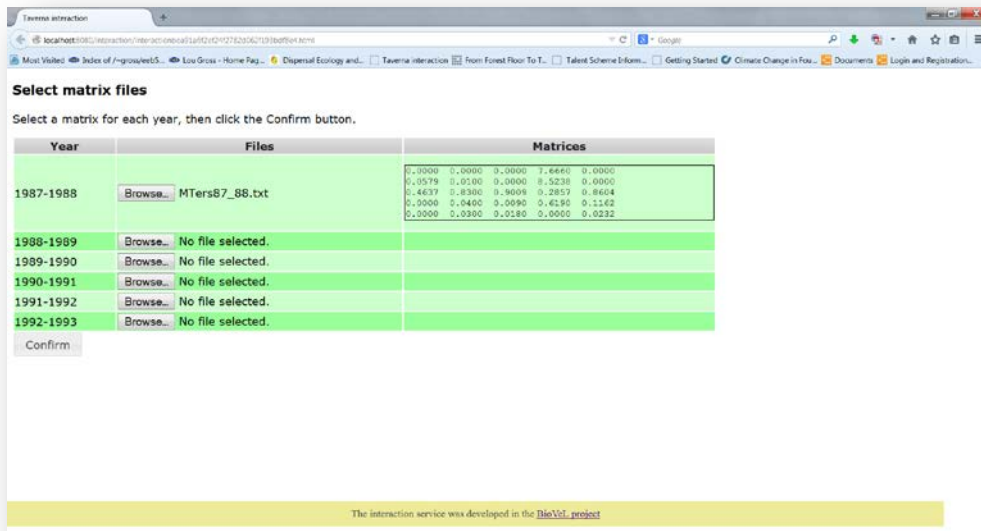 Taverna interaction
Google
Most Visited Index of /~gross/eeb5... Lou Gross - Home Pag... Dispersal Ecology and... Taverna interaction From Forest Floor To T... Talent Scheme Inform... Getting Started Climate Change in Fou... Documents Login and Registration...
Select matrix files
Select a matrix for each year, then click the Confirm button.
Year Files Matrices
1987-1988 Browse... MTers87_88.txt
0.0000 0.0000 0.0000 7.6660 0.0000
0.0579 0.0100 0.0000 8.5238 0.0000
0.4637 0.8300 0.9009 0.2857 0.8604
0.0000 0.0400 0.0090 0.6190 0.1162
0.0000 0.0300 0.0180 0.0000 0.0232
1988-1989 Browse... No file selected.
1989-1990 Browse... No file selected.
1990-1991 Browse... No file selected.
1991-1992 Browse... No file selected.
1992-1993 Browse... No file selected.
Confirm
The interaction service was developed in the BioVeL project